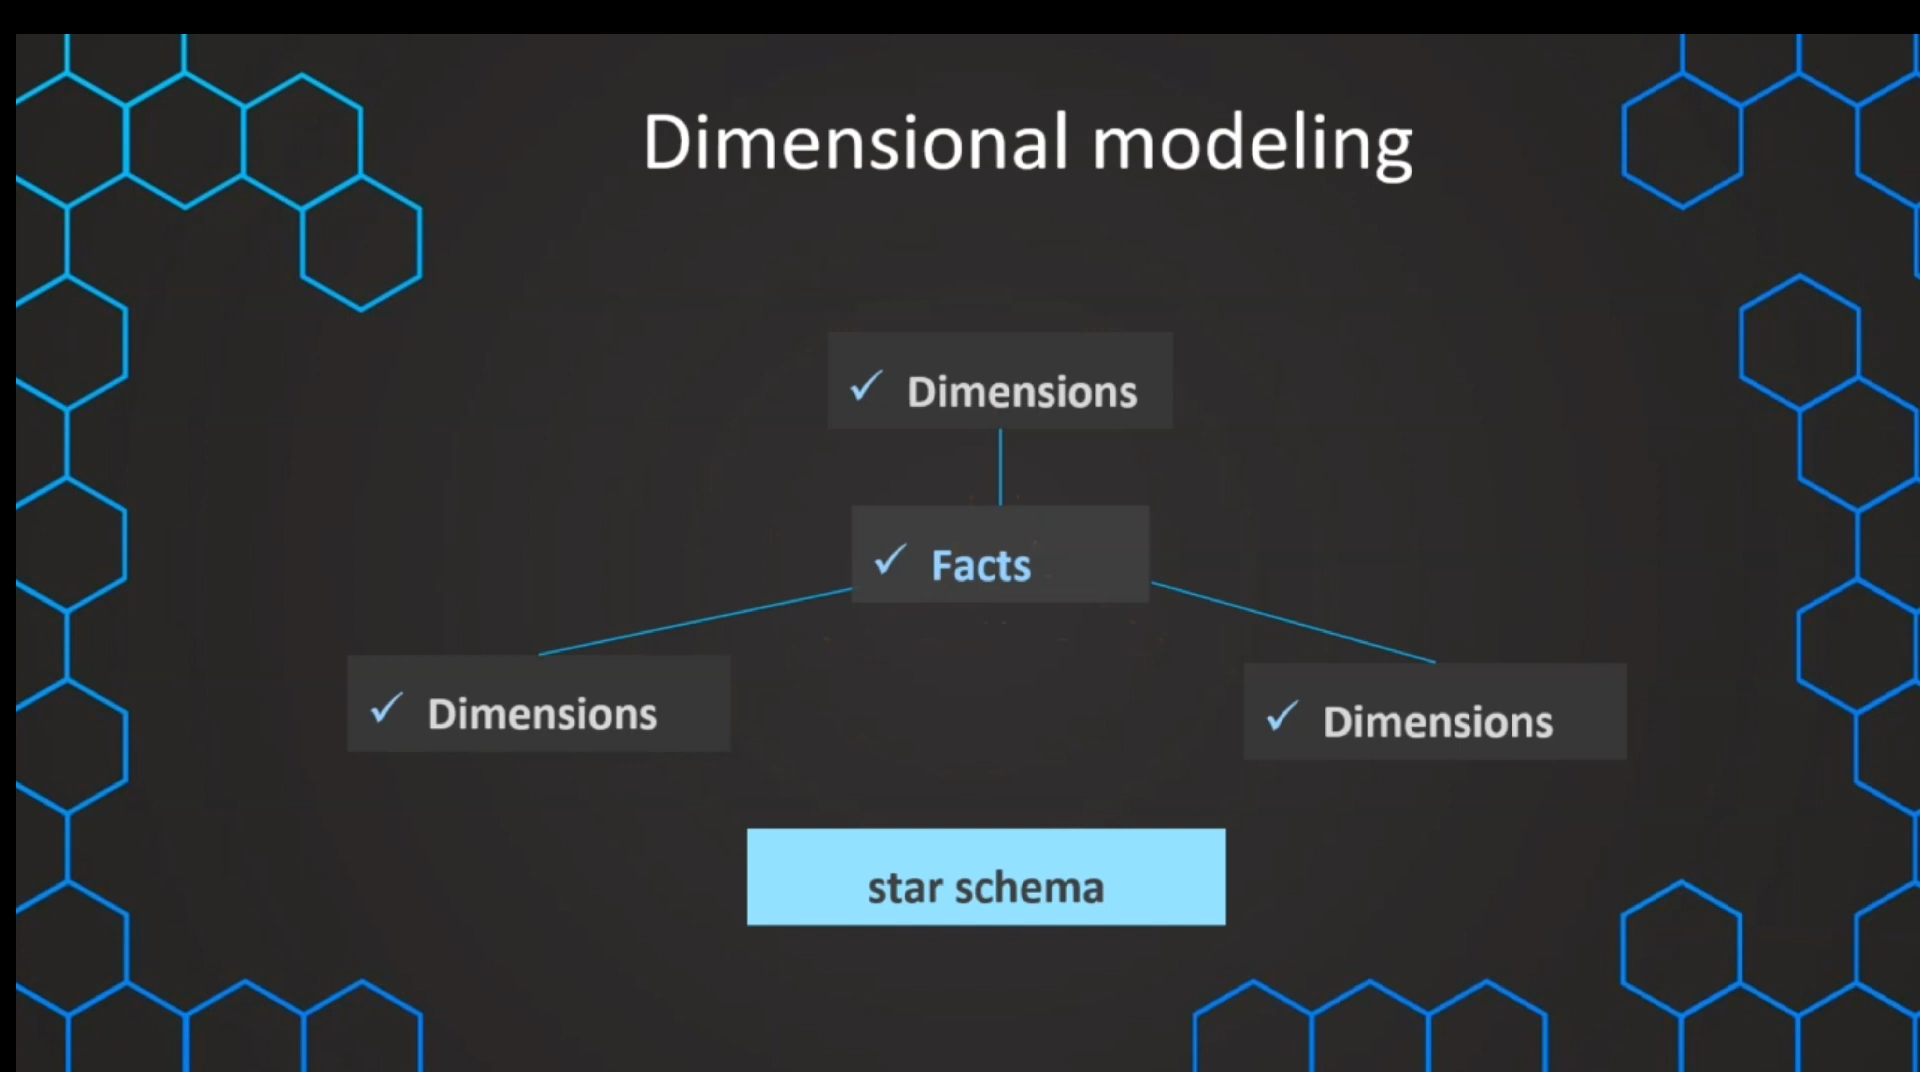 Dimensional modeling
✓ Dimensions
✓ Facts
✓ Dimensions
✓ Dimensions
star schema